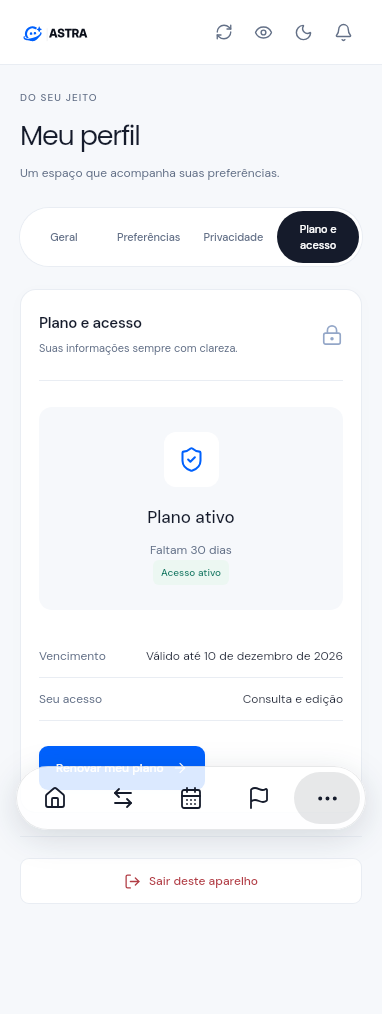 ASTRA
DO SEU JEITO
Meu perfil
Um espaço que acompanha suas preferências.
Geral
Preferências
Privacidade
Plano e
acesso
Plano e acesso
Suas informações sempre com clareza.
Plano ativo
Faltam 30 dias
Acesso ativo
Vencimento
Válido até 10 de dezembro de 2026
Seu acesso
Consulta e edição
Renovar meu plano
Sair deste aparelho